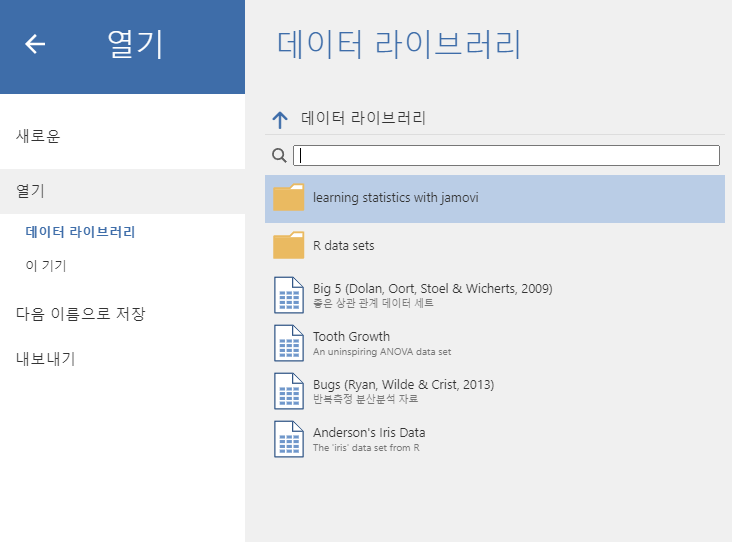 열기
새로운
열기
데이터 라이브러리
이 기기
다음 이름으로 저장
내보내기
데이터 라이브러리
데이터 라이브러리
learning statistics with jamovi
R data sets
Big 5 (Dolan, Oort, Stoel & Wicherts, 2009)
좋은 상관 관계 데이터 세트
Tooth Growth
An uninspiring ANOVA data set
Bugs (Ryan, Wilde & Crist, 2013)
반복측정 분산분석 자료
Anderson's Iris Data
The 'iris' data set from R